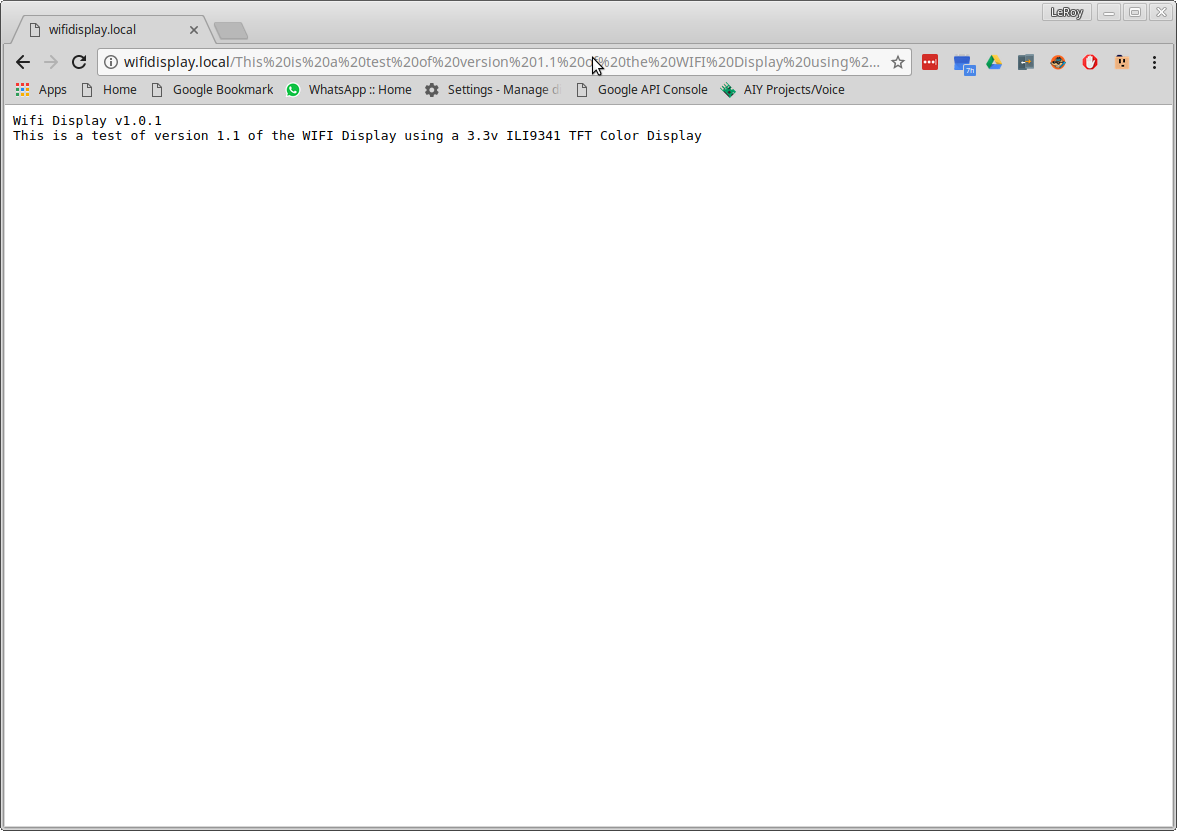 LeRoy
wifidisplay.local
wifidisplay.local/This%20is%20a%20test%20of%20version%201.1%20of%20the%20WIFI%20Display%20using%2...
7h
Apps Home Google Bookmark WhatsApp :: Home Settings - Manage d Google API Console AIY Projects/Voice
Wifi Display v1.0.1
This is a test of version 1.1 of the WIFI Display using a 3.3v ILI9341 TFT Color Display